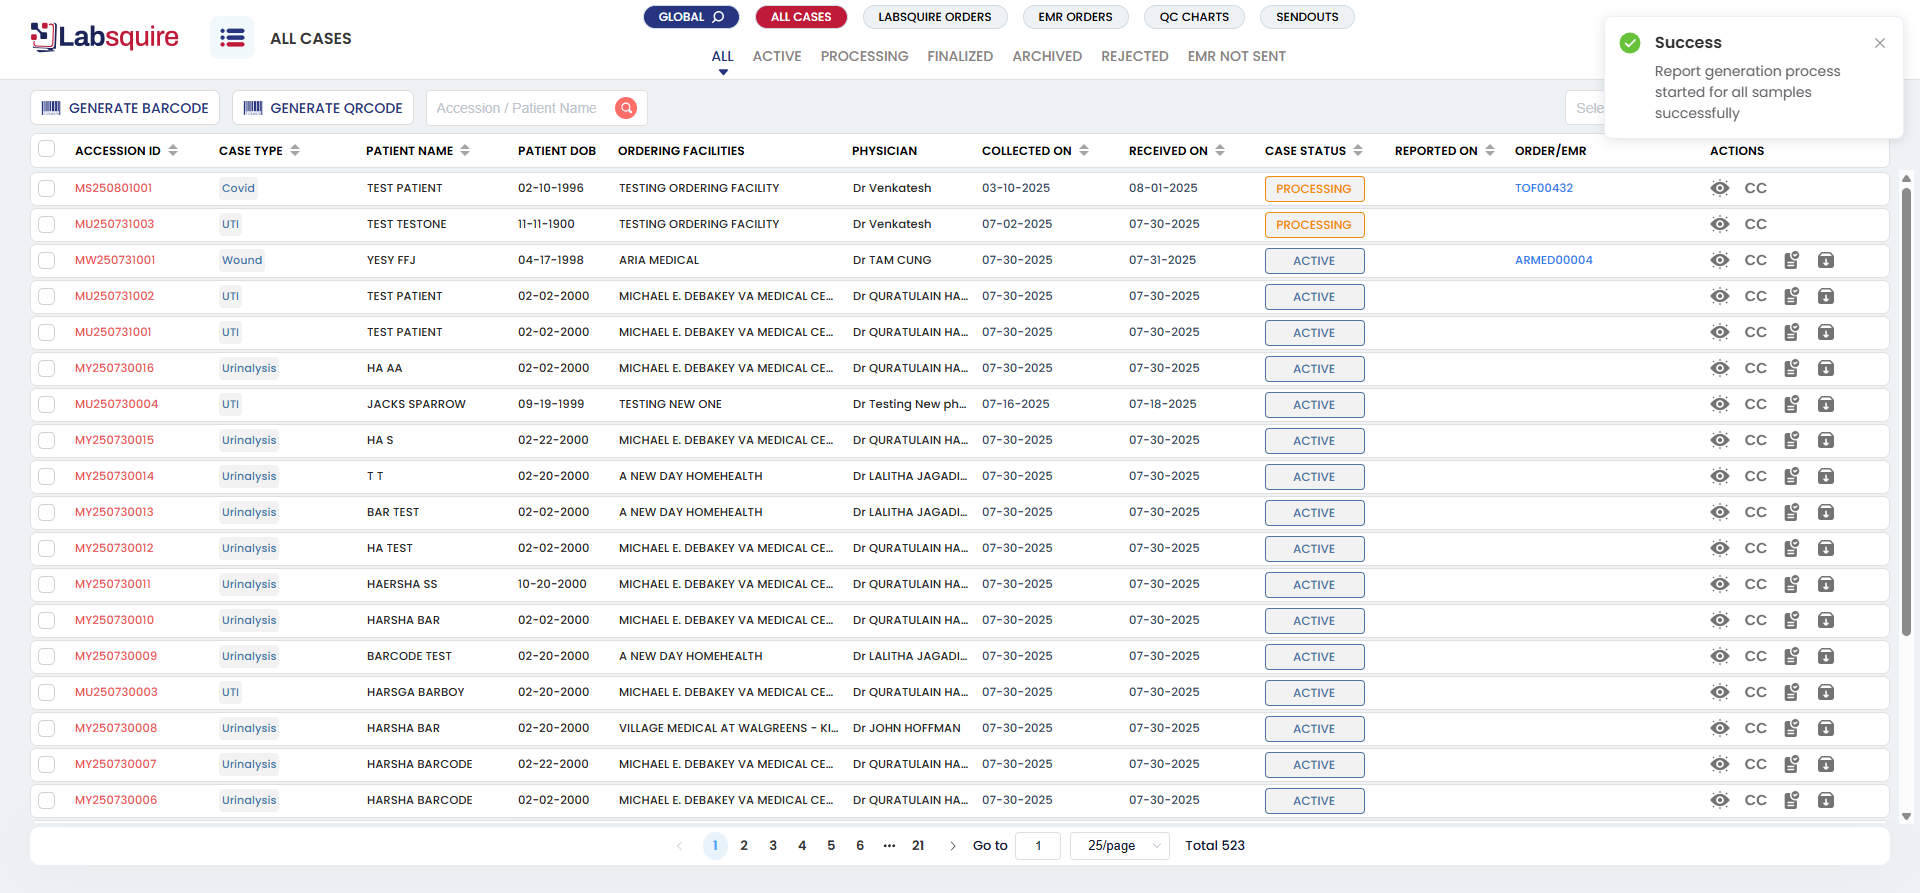 GLOBAL ALL CASES LABSQUIRE ORDERS EMR ORDERS QC CHARTS SENDOUTS
Labsquire ALL CASES
ALL ACTIVE PROCESSING FINALIZED ARCHIVED REJECTED EMR NOT SENT
Success
Report generation process
started for all samples
successfully
GENERATE BARCODE GENERATE QRCODE Accession / Patient Name
ACCESSION ID CASE TYPE PATIENT NAME PATIENT DOB ORDERING FACILITIES PHYSICIAN COLLECTED ON RECEIVED ON CASE STATUS REPORTED ON ORDER/EMR ACTIONS
MS250801001 Covid TEST PATIENT 02-10-1996 TESTING ORDERING FACILITY Dr Venkatesh 03-10-2025 08-01-2025 PROCESSING TOF00432 CC
MU250731003 UTI TEST TESTONE 11-11-1900 TESTING ORDERING FACILITY Dr Venkatesh 07-02-2025 07-30-2025 PROCESSING CC
MW250731001 Wound YESY FFJ 04-17-1998 ARIA MEDICAL Dr TAM CUNG 07-30-2025 07-31-2025 ACTIVE ARMED00004 CC
MU250731002 UTI TEST PATIENT 02-02-2000 MICHAEL E. DEBAKEY VA MEDICAL CE... Dr QURATULAIN HA... 07-30-2025 07-30-2025 ACTIVE CC
MU250731001 UTI TEST PATIENT 02-02-2000 MICHAEL E. DEBAKEY VA MEDICAL CE... Dr QURATULAIN HA... 07-30-2025 07-30-2025 ACTIVE CC
MY250730016 Urinalysis HA AA 02-02-2000 MICHAEL E. DEBAKEY VA MEDICAL CE... Dr QURATULAIN HA... 07-30-2025 07-30-2025 ACTIVE CC
MU250730004 UTI JACKS SPARROW 09-19-1999 TESTING NEW ONE Dr Testing New ph... 07-16-2025 07-18-2025 ACTIVE CC
MY250730015 Urinalysis HA S 02-22-2000 MICHAEL E. DEBAKEY VA MEDICAL CE... Dr QURATULAIN HA... 07-30-2025 07-30-2025 ACTIVE CC
MY250730014 Urinalysis T T 02-20-2000 A NEW DAY HOMEHEALTH Dr LALITHA JAGADI... 07-30-2025 07-30-2025 ACTIVE CC
MY250730013 Urinalysis BAR TEST 02-02-2000 A NEW DAY HOMEHEALTH Dr LALITHA JAGADI... 07-30-2025 07-30-2025 ACTIVE CC
MY250730012 Urinalysis HA TEST 02-02-2000 MICHAEL E. DEBAKEY VA MEDICAL CE... Dr QURATULAIN HA... 07-30-2025 07-30-2025 ACTIVE CC
MY250730011 Urinalysis HAERSHA SS 10-20-2000 MICHAEL E. DEBAKEY VA MEDICAL CE... Dr QURATULAIN HA... 07-30-2025 07-30-2025 ACTIVE CC
MY250730010 Urinalysis HARSHA BAR 02-02-2000 MICHAEL E. DEBAKEY VA MEDICAL CE... Dr QURATULAIN HA... 07-30-2025 07-30-2025 ACTIVE CC
MY250730009 Urinalysis BARCODE TEST 02-20-2000 A NEW DAY HOMEHEALTH Dr LALITHA JAGADI... 07-30-2025 07-30-2025 ACTIVE CC
MU250730003 UTI HARSGA BARBOY 02-20-2000 MICHAEL E. DEBAKEY VA MEDICAL CE... Dr QURATULAIN HA... 07-30-2025 07-30-2025 ACTIVE CC
MY250730008 Urinalysis HARSHA BAR 02-20-2000 VILLAGE MEDICAL AT WALGREENS - KI... Dr JOHN HOFFMAN 07-30-2025 07-30-2025 ACTIVE CC
MY250730007 Urinalysis HARSHA BARCODE 02-22-2000 MICHAEL E. DEBAKEY VA MEDICAL CE... Dr QURATULAIN HA... 07-30-2025 07-30-2025 ACTIVE CC
MY250730006 Urinalysis HARSHA BARCODE 02-02-2000 MICHAEL E. DEBAKEY VA MEDICAL CE... Dr QURATULAIN HA... 07-30-2025 07-30-2025 ACTIVE CC
1 2 3 4 5 6 ••• 21 Go to 1 25/page Total 523